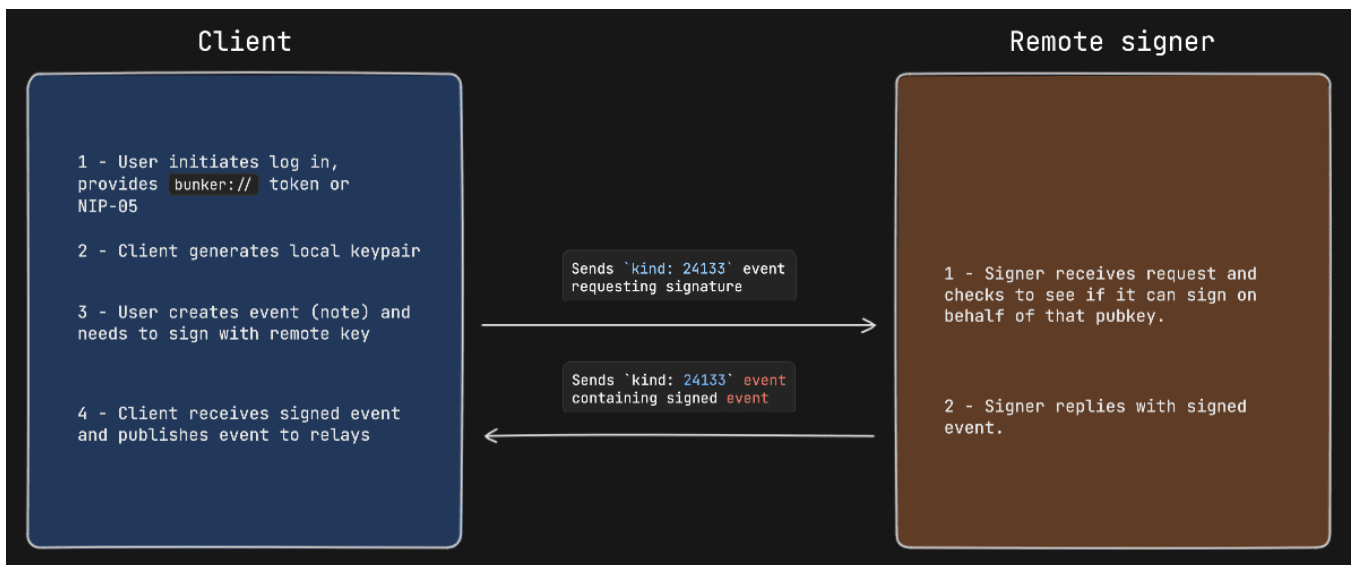 Client
Remote signer
1 - User initiates log in,
provides bunker:// token or
NIP-05
2 - Client generates local keypair
3 - User creates event (note) and
needs to sign with remote key
4 - Client receives signed event
and publishes event to relays
Sends `kind: 24133` event
requesting signature
Sends `kind: 24133` event
containing signed event
1 - Signer receives request and
checks to see if it can sign on
behalf of that pubkey.
2 - Signer replies with signed
event.